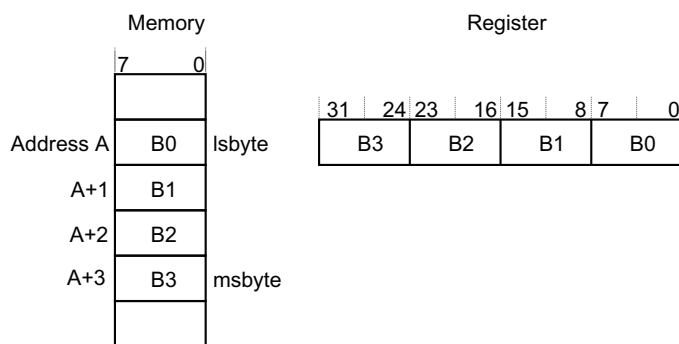 Memory Register
7 0
31 24 23 16 15 8 7 0
Address A B0 lsbyte B3 B2 B1 B0
A+1 B1
A+2 B2
A+3 B3 msbyte